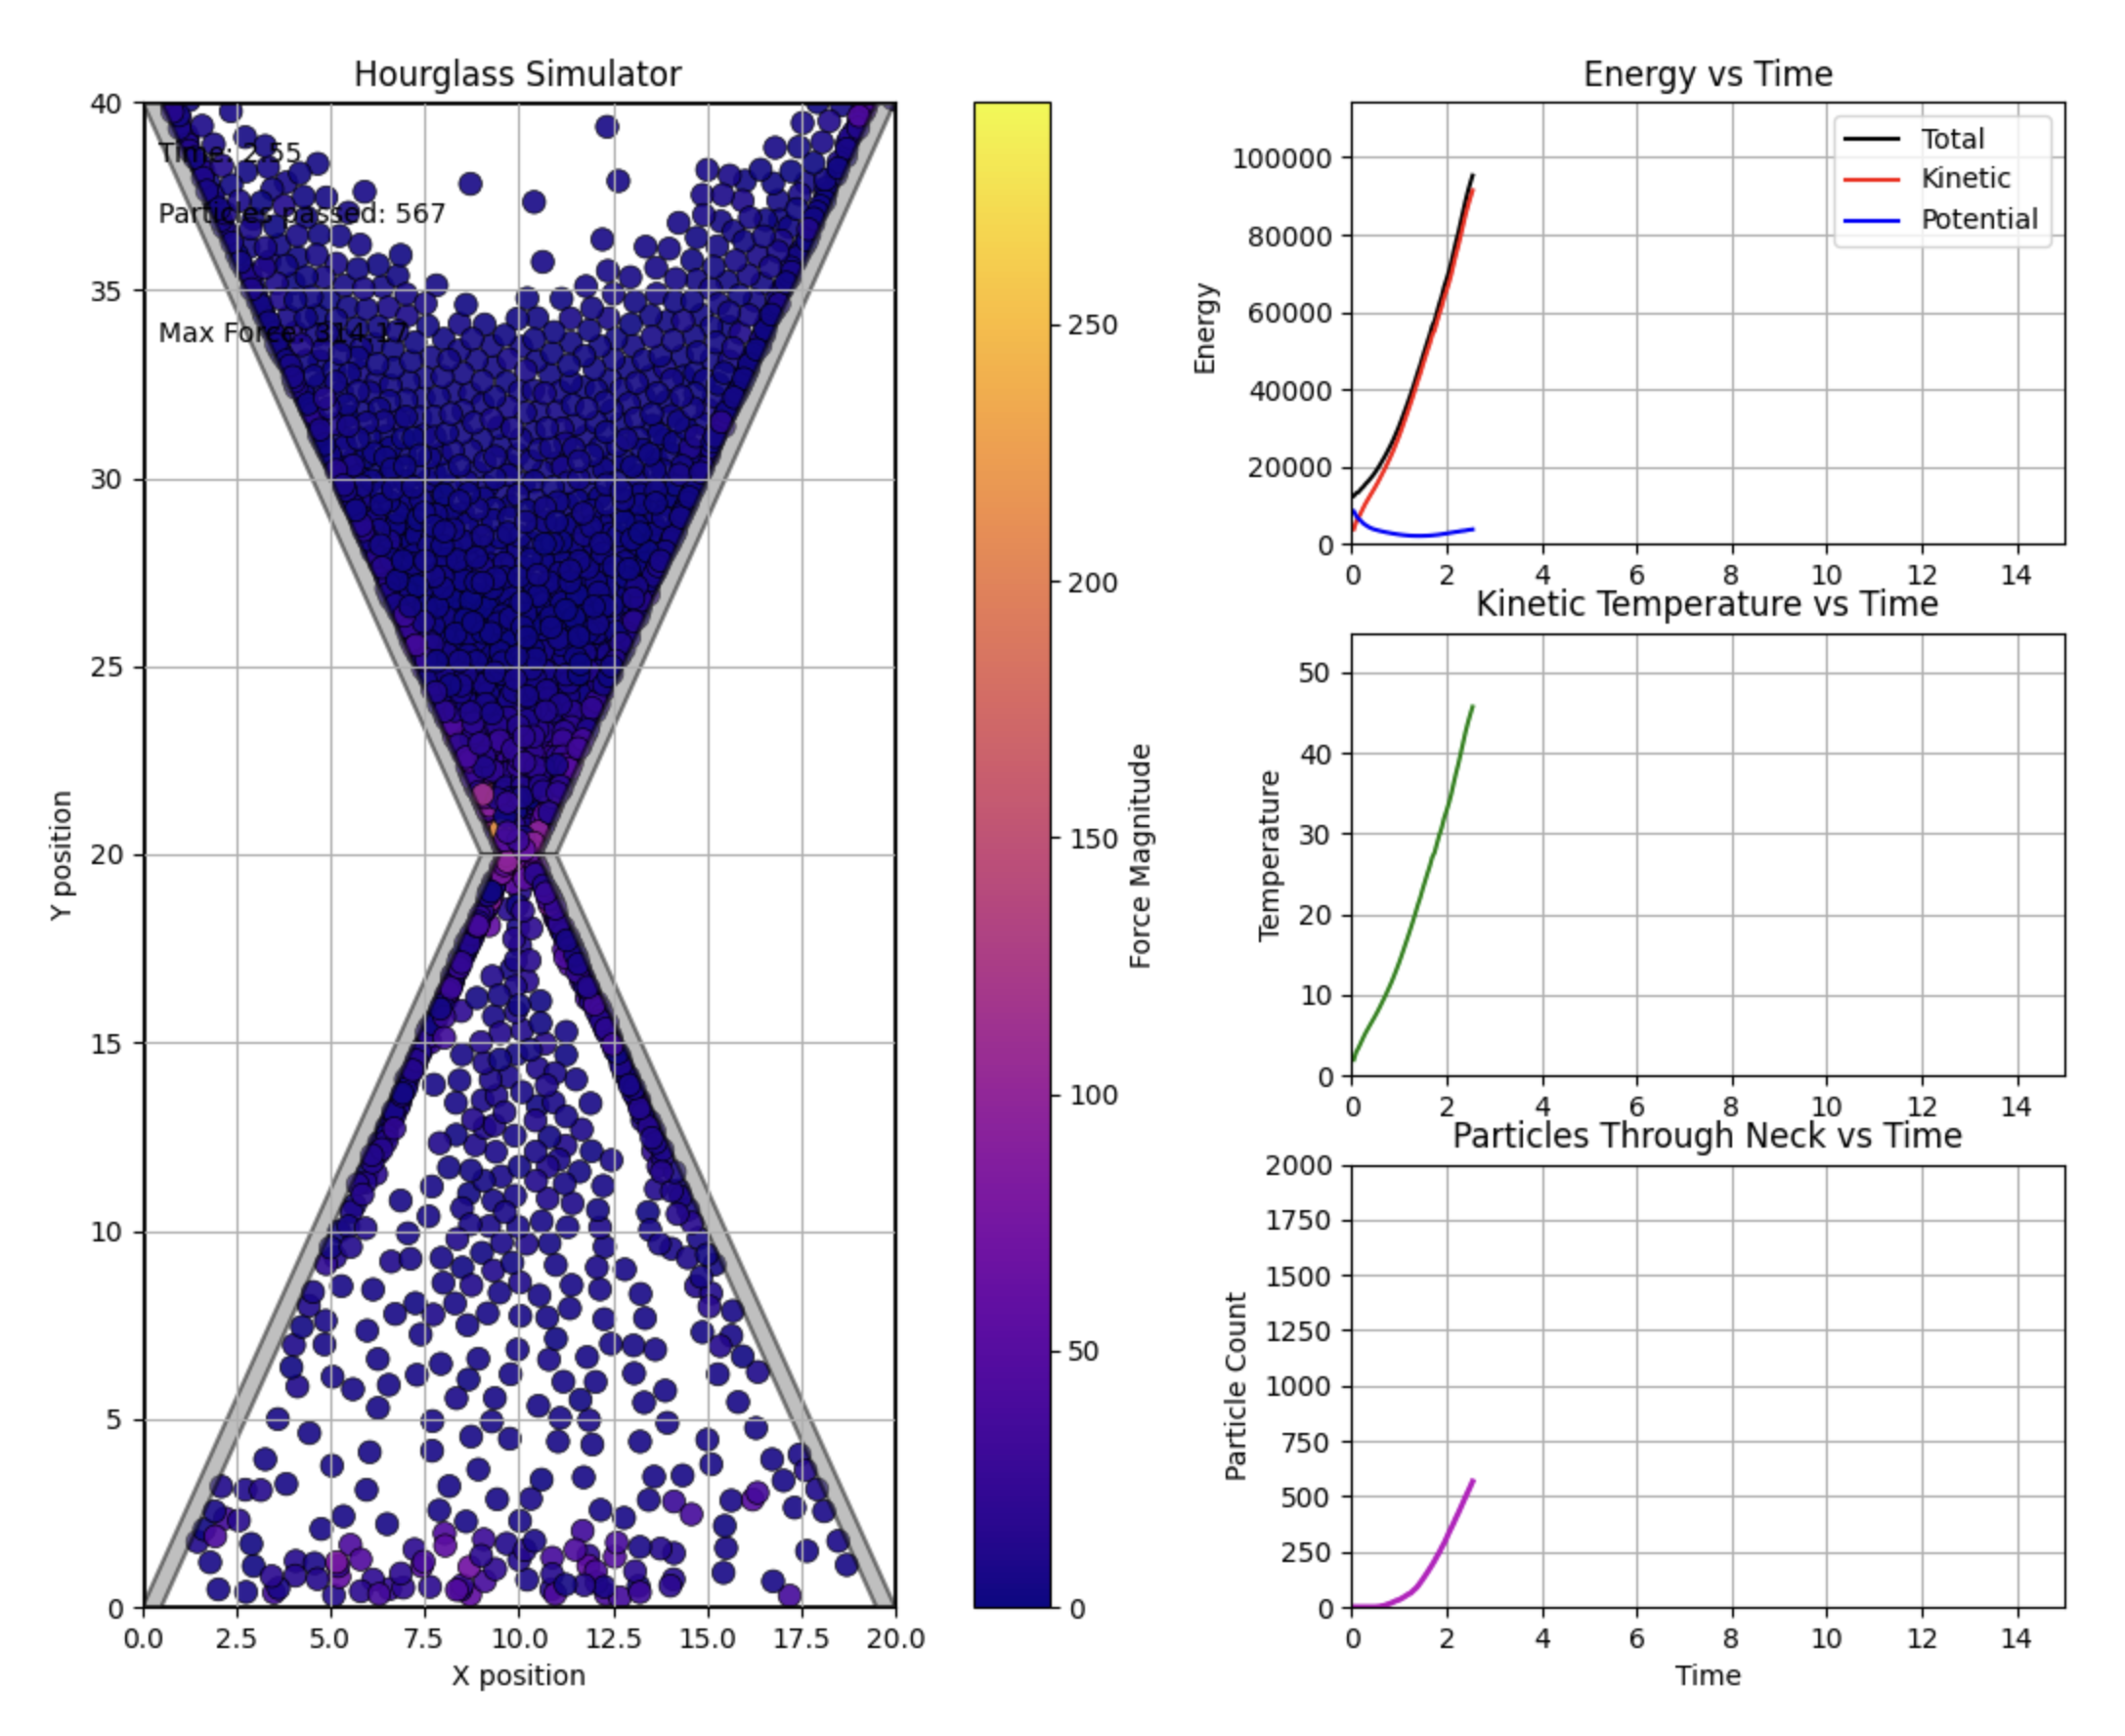 Hourglass Simulator
40
35
30
25
20
15
10
5
0
Y position
Time: 2.55
Particles passed: 567
Max Force: 314.17
0.0 2.5 5.0 7.5 10.0 12.5 15.0 17.5 20.0
X position
250
200
150
100
50
0
Force Magnitude
Energy vs Time
100000
80000
60000
40000
20000
0
Energy
Total
Kinetic
Potential
0 2 4 6 8 10 12 14
Kinetic Temperature vs Time
50
40
30
20
10
0
Temperature
0 2 4 6 8 10 12 14
Particles Through Neck vs Time
2000
1750
1500
1250
1000
750
500
250
0
Particle Count
0 2 4 6 8 10 12 14
Time